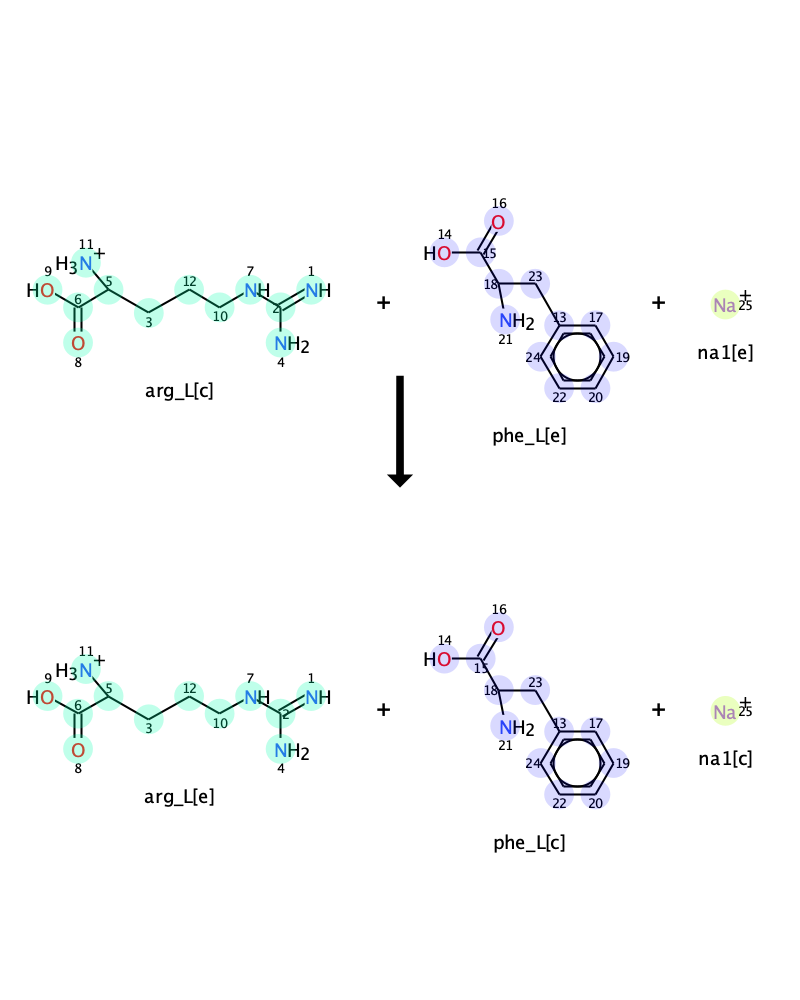 16
14 O
HO 15
11 18 23
H3N+
9 5 12 7 1
HO 6 NH 2 NH + NH2 13 17 + Na+ 25
3 10 21
O NH2 24 19 na1[e]
8 4
arg_L[c] 22 20
phe_L[e]
16
14 O
HO 15
11 18 23
H3N+
9 5 12 7 1
HO 6 NH 2 NH + NH2 13 17 + Na+ 25
3 10 21
O NH2 24 19 na1[c]
8 4
arg_L[e] 22 20
phe_L[c]